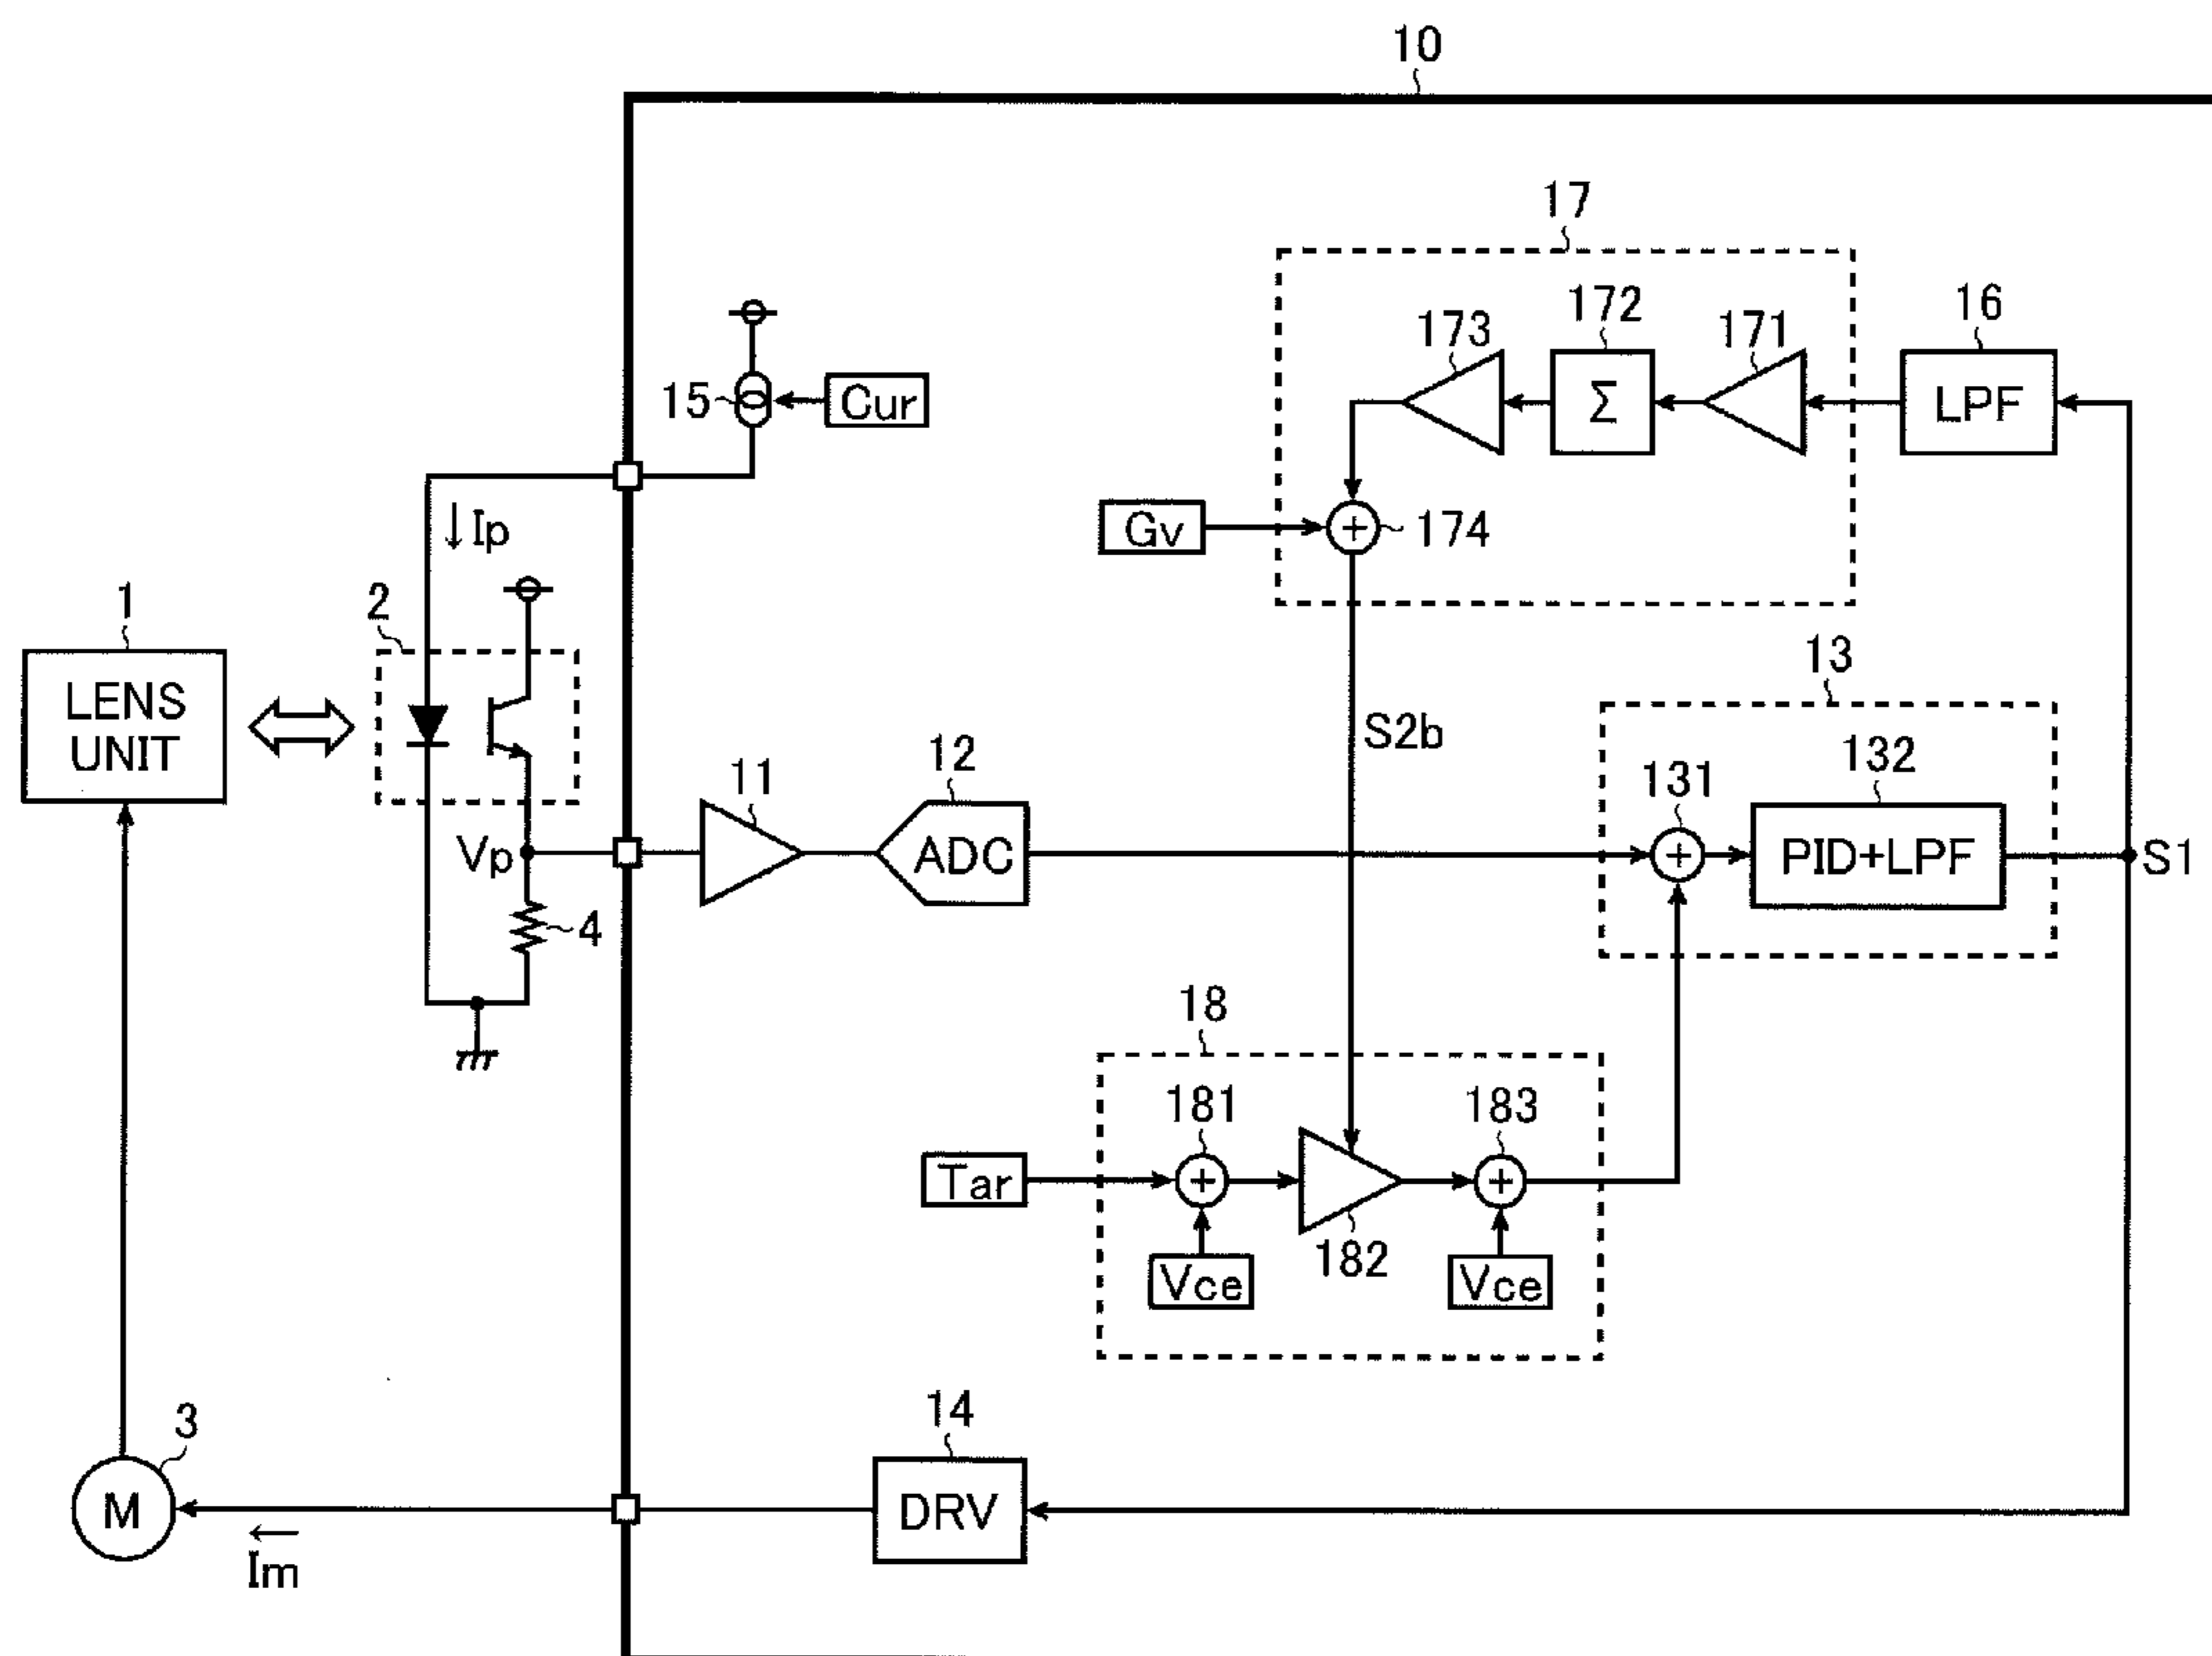 10
17
172
16
173
171
LPF
Σ
15
Cur
Ip
Gv
+
174
1
2
13
LENS
UNIT
S2b
12
132
11
131
Vp
ADC
+
PID+LPF
S1
4
18
181
183
Tar
+
+
182
Vce
Vce
14
3
M
DRV
Im